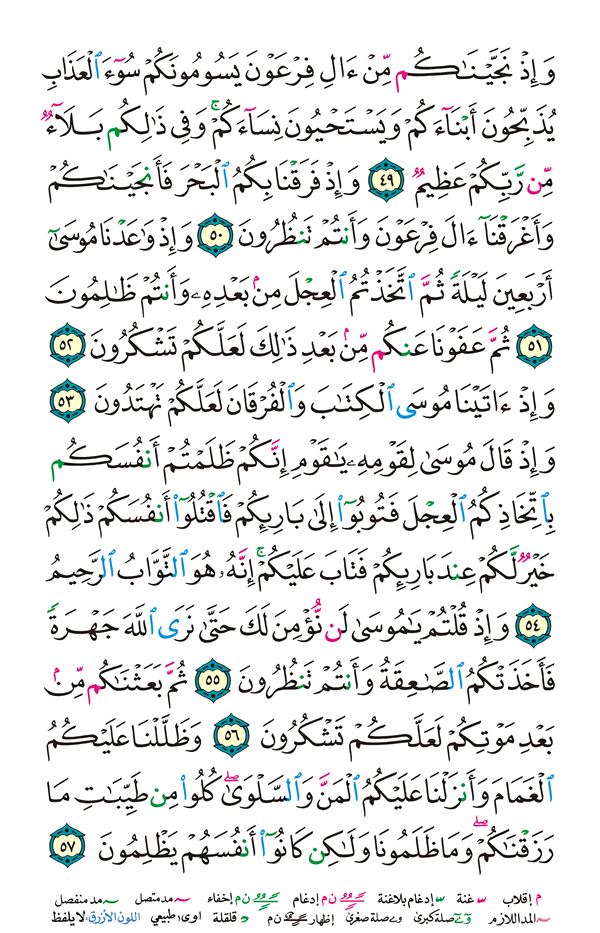 وَإِذْ نَجَّيْنَـٰكُم مِّنْ ءَالِ فِرْعَوْنَ يَسُومُونَكُمْ سُوٓءَ ٱلْعَذَابِ
يُذَبِّحُونَ أَبْنَآءَكُمْ وَيَسْتَحْيُونَ نِسَآءَكُمْ ۚ وَفِى ذَٰلِكُم بَلَآءٌ
مِّن رَّبِّكُمْ عَظِيمٌ ٤٩ وَإِذْ فَرَقْنَا بِكُمُ ٱلْبَحْرَ فَأَنجَيْنَـٰكُمْ
وَأَغْرَقْنَآ ءَالَ فِرْعَوْنَ وَأَنتُمْ تَنظُرُونَ ٥٠ وَإِذْ وَٰعَدْنَا مُوسَىٰٓ
أَرْبَعِينَ لَيْلَةً ثُمَّ ٱتَّخَذْتُمُ ٱلْعِجْلَ مِنۢ بَعْدِهِۦ وَأَنتُمْ ظَـٰلِمُونَ
٥١ ثُمَّ عَفَوْنَا عَنكُم مِّنۢ بَعْدِ ذَٰلِكَ لَعَلَّكُمْ تَشْكُرُونَ ٥٢
وَإِذْ ءَاتَيْنَا مُوسَى ٱلْكِتَـٰبَ وَٱلْفُرْقَانَ لَعَلَّكُمْ تَهْتَدُونَ ٥٣
وَإِذْ قَالَ مُوسَىٰ لِقَوْمِهِۦ يَـٰقَوْمِ إِنَّكُمْ ظَلَمْتُمْ أَنفُسَكُم
بِٱتِّخَاذِكُمُ ٱلْعِجْلَ فَتُوبُوٓا۟ إِلَىٰ بَارِئِكُمْ فَٱقْتُلُوٓا۟ أَنفُسَكُمْ ذَٰلِكُمْ
خَيْرٌ لَّكُمْ عِندَ بَارِئِكُمْ فَتَابَ عَلَيْكُمْ ۚ إِنَّهُۥ هُوَ ٱلتَّوَّابُ ٱلرَّحِيمُ
٥٤ وَإِذْ قُلْتُمْ يَـٰمُوسَىٰ لَن نُّؤْمِنَ لَكَ حَتَّىٰ نَرَى ٱللَّهَ جَهْرَةً
فَأَخَذَتْكُمُ ٱلصَّـٰعِقَةُ وَأَنتُمْ تَنظُرُونَ ٥٥ ثُمَّ بَعَثْنَـٰكُم مِّنۢ
بَعْدِ مَوْتِكُمْ لَعَلَّكُمْ تَشْكُرُونَ ٥٦ وَظَلَّلْنَا عَلَيْكُمُ
ٱلْغَمَامَ وَأَنزَلْنَا عَلَيْكُمُ ٱلْمَنَّ وَٱلسَّلْوَىٰ ۖ كُلُوا۟ مِن طَيِّبَـٰتِ مَا
رَزَقْنَـٰكُمْ ۖ وَمَا ظَلَمُونَا وَلَـٰكِن كَانُوٓا۟ أَنفُسَهُمْ يَظْلِمُونَ ٥٧
م إقلاب غنة إدغام بلاغنة ن م إدغام ن م إخفاء مد متصل مد منفصل
المد اللازم صلة كبرى صلة صغرى إظهار ن م قلقلة اوى: طبيعي اللون الأزرق: لا يلفظ